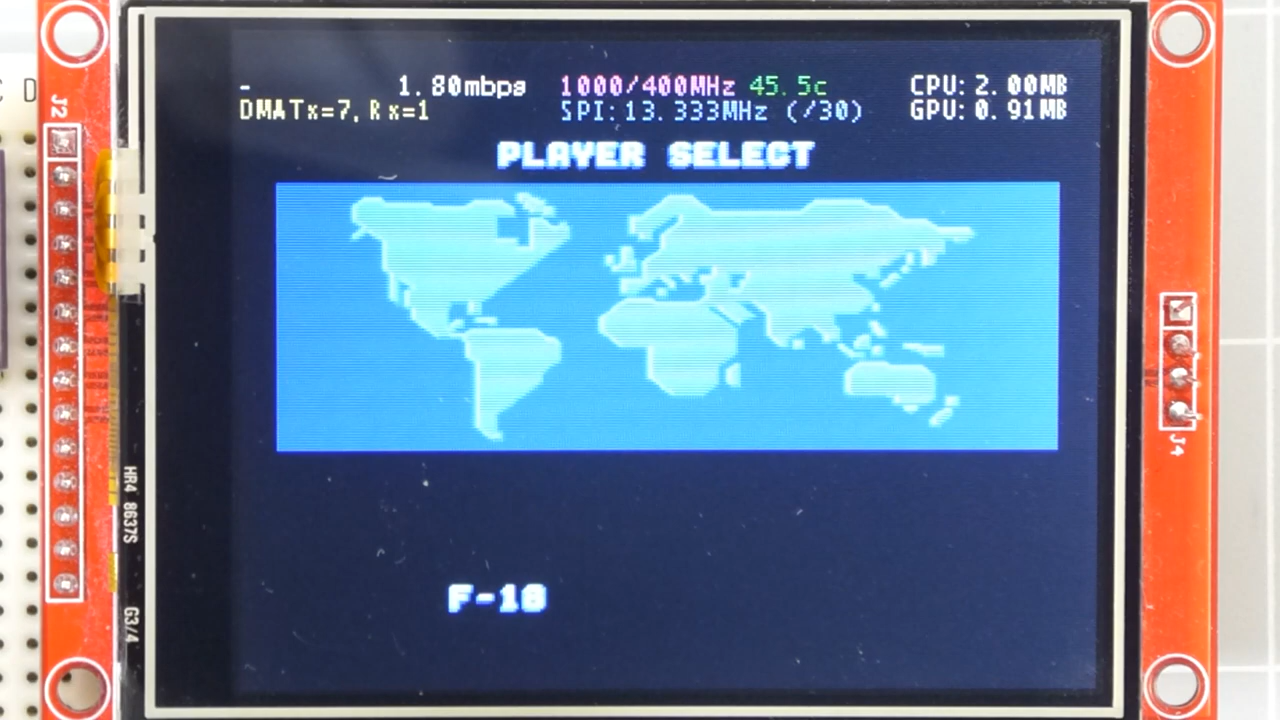 C D
J2
- 1.80mbps 1000/400MHz 45.5c CPU: 2.00MB
DMATx=7, Rx=1 SPI:13.333MHz (/30) GPU: 0.91MB
PLAYER SELECT
J4
HR4 8637S
G3/4
F-18